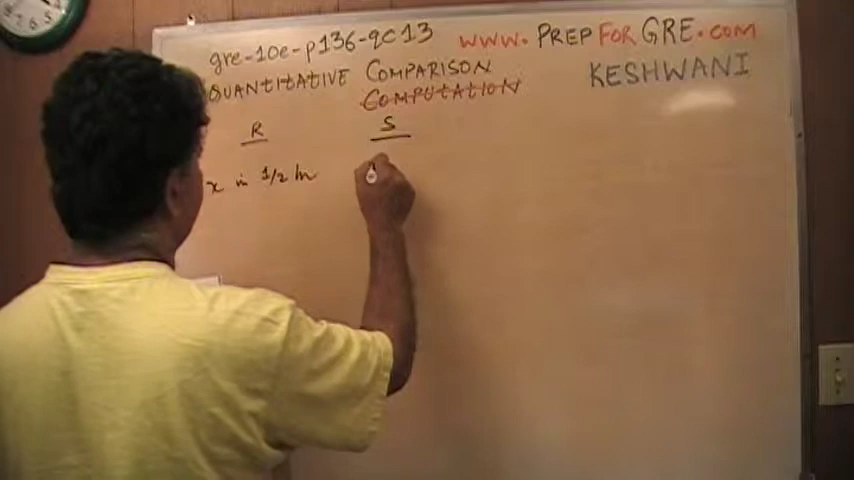 gre-10e-p136-qc13
www.PREPFORGRE.com
QUANTITATIVE COMPARISON
KESHWANI
COMPUTATION
R S
x in 1/2 hr